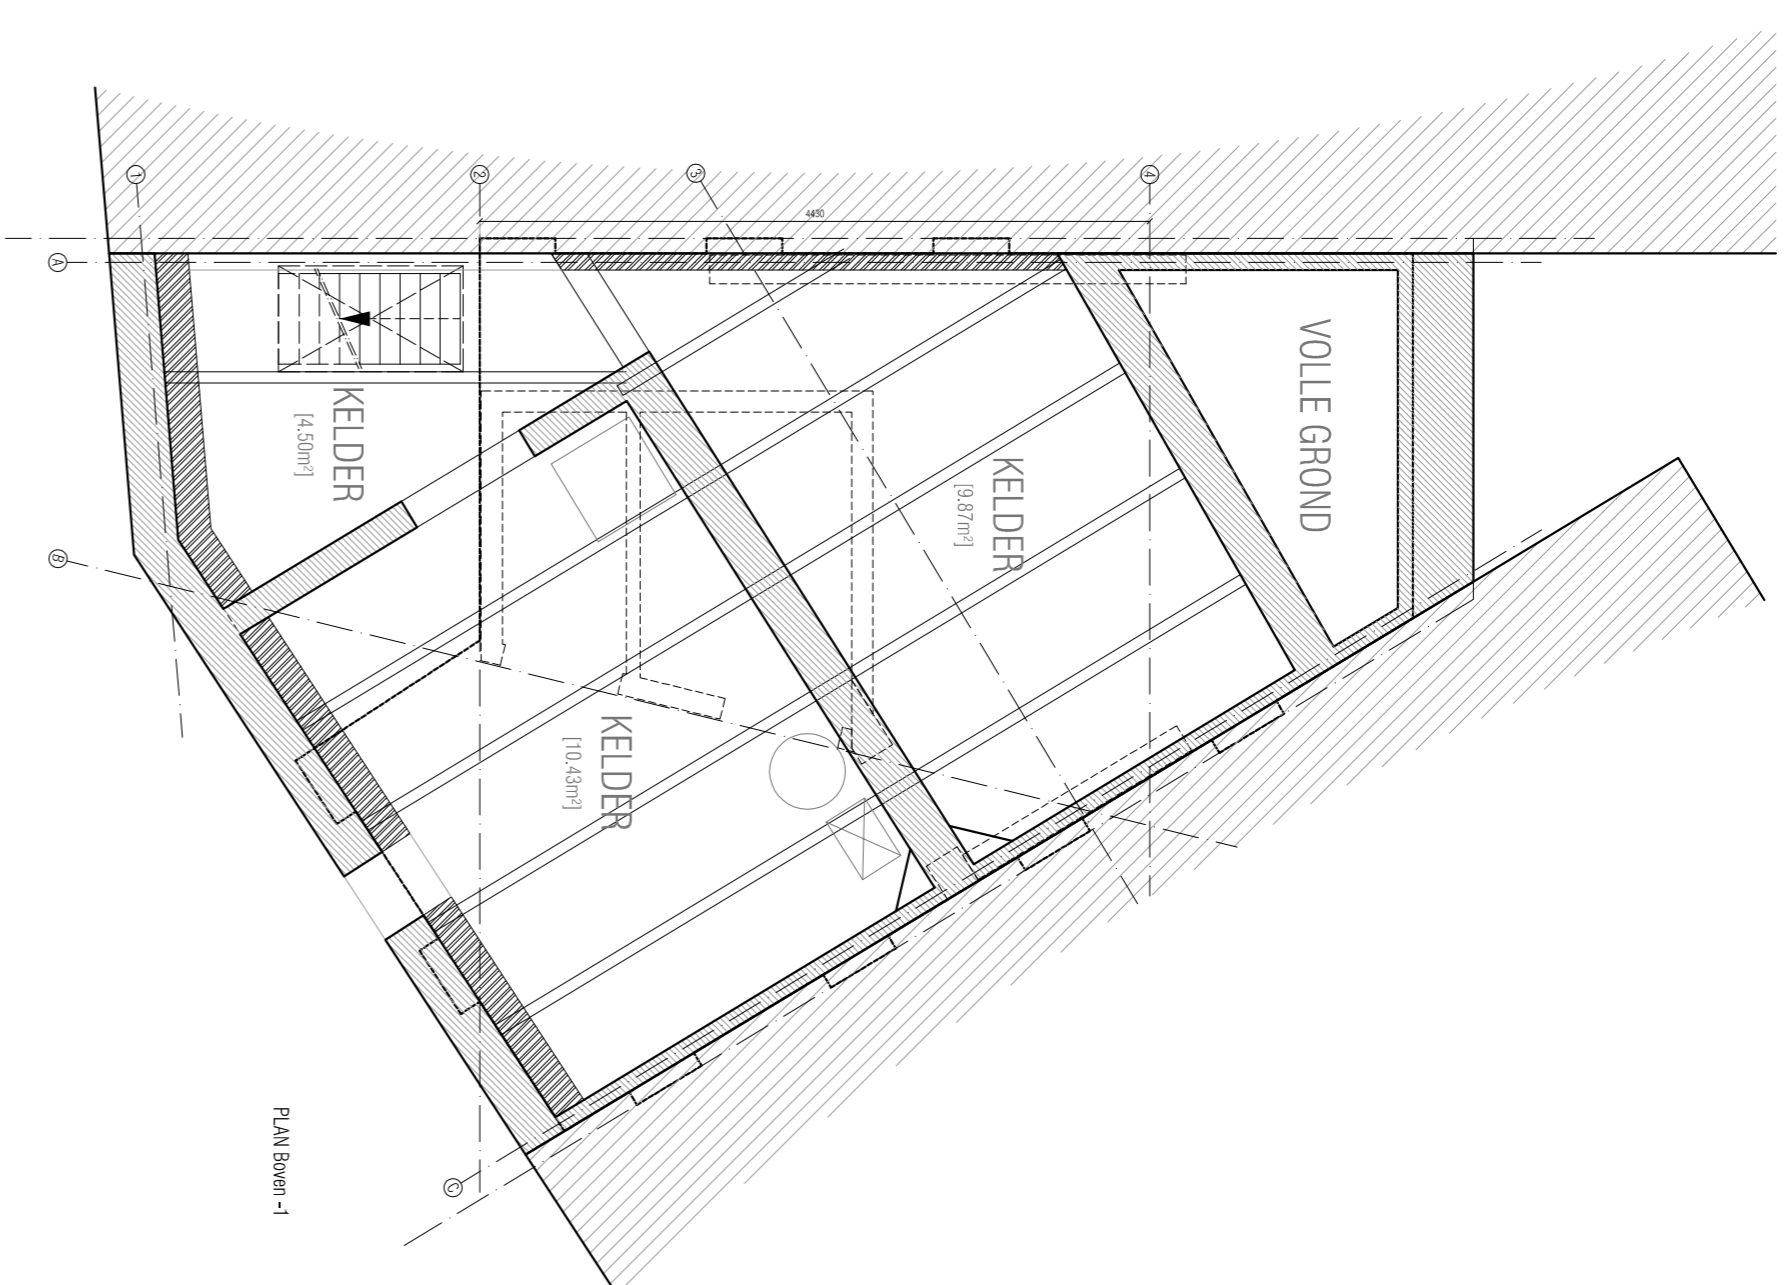 1
2
3
4
4430
A
VOLLE GROND
KELDER
[4.50m²]
KELDER
[9.87m²]
B
KELDER
[10.43m²]
PLAN Boven -1
C